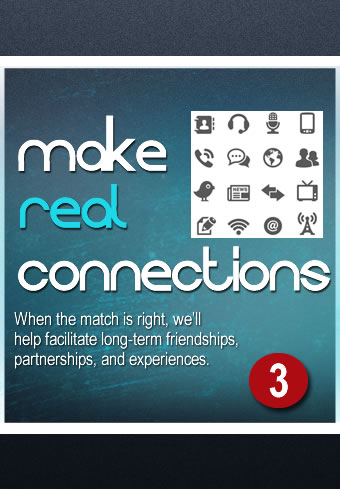 make
real
connections
NEWS
@
When the match is right, we'll
help facilitate long-term friendships,
partnerships, and experiences.
3